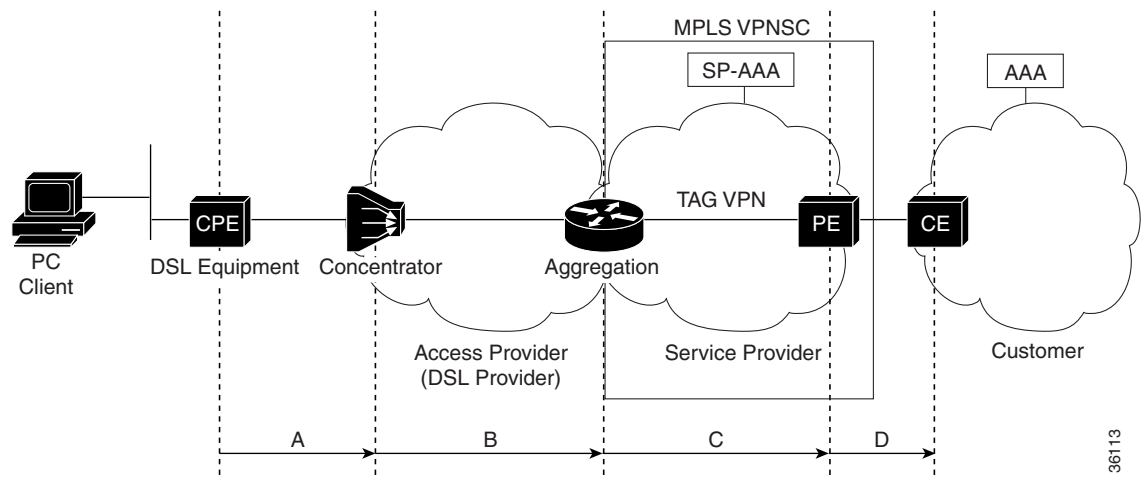 MPLS VPNSC
SP-AAA
AAA
TAG VPN
CPE
PE
CE
PC
Client
DSL Equipment
Concentrator
Aggregation
Access Provider
(DSL Provider)
Service Provider
Customer
A
B
C
D
36113